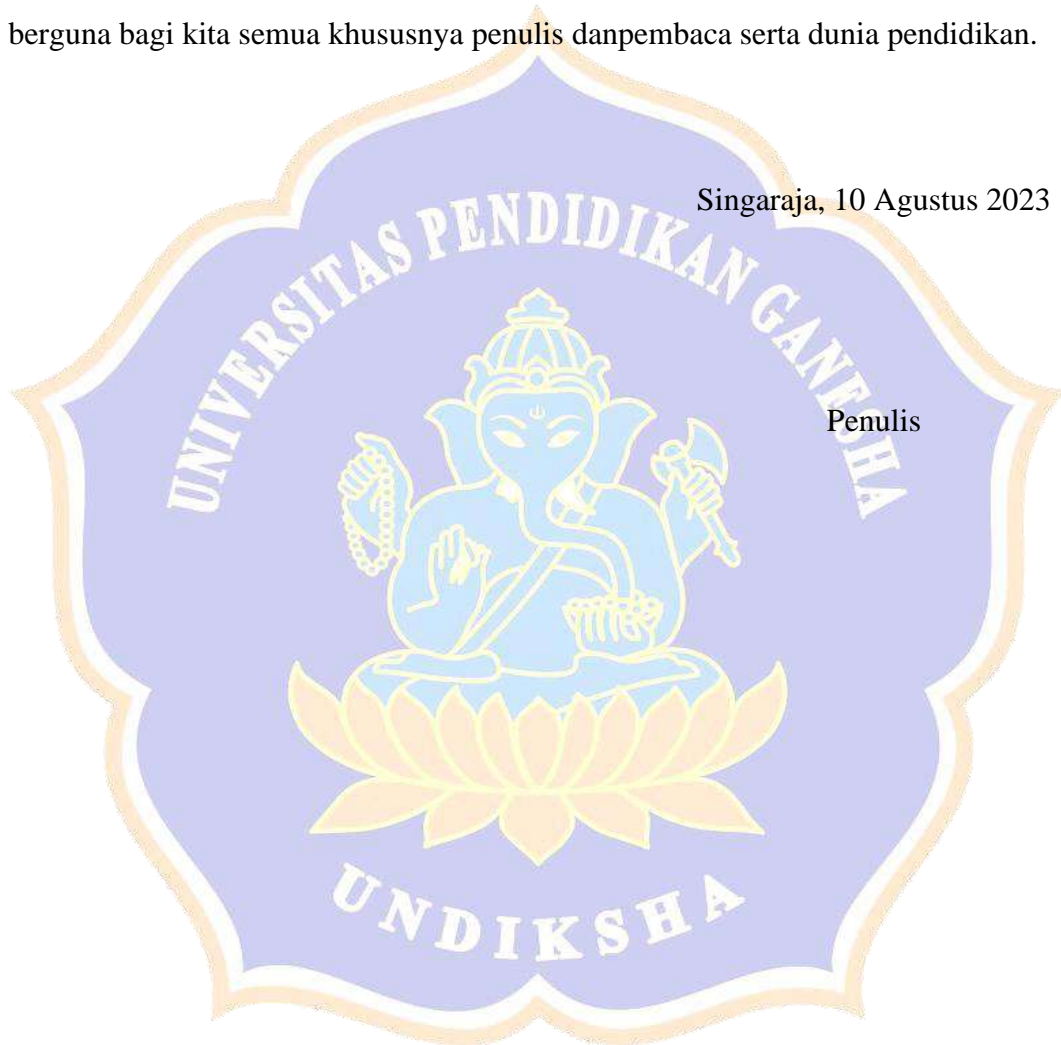 berguna bagi kita semua khususnya penulis danpembaca serta dunia pendidikan.
Singaraja, 10 Agustus 2023
UNIVERSITAS PENDIDIKAN GANESHA
Penulis
UNDIKSHA